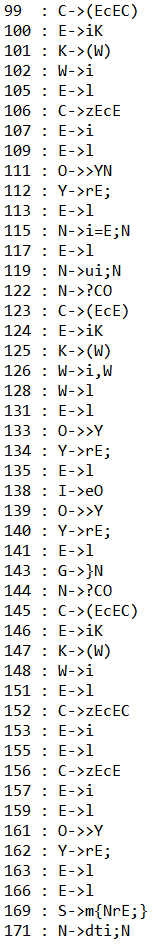 99  : C->(EcEC)
100 : E->iK
101 : K->(W)
102 : W->i
105 : E->l
106 : C->zEcE
107 : E->i
109 : E->l
111 : O->>YN
112 : Y->rE;
113 : E->l
115 : N->i=E;N
117 : E->l
119 : N->ui;N
122 : N->?CO
123 : C->(EcE)
124 : E->iK
125 : K->(W)
126 : W->i,W
128 : W->l
131 : E->l
133 : O->>Y
134 : Y->rE;
135 : E->l
138 : I->eO
139 : O->>Y
140 : Y->rE;
141 : E->l
143 : G->}N
144 : N->?CO
145 : C->(EcEC)
146 : E->iK
147 : K->(W)
148 : W->i
151 : E->l
152 : C->zEcEC
153 : E->i
155 : E->l
156 : C->zEcE
157 : E->i
159 : E->l
161 : O->>Y
162 : Y->rE;
163 : E->l
166 : E->l
169 : S->m{NrE;}
171 : N->dti;N